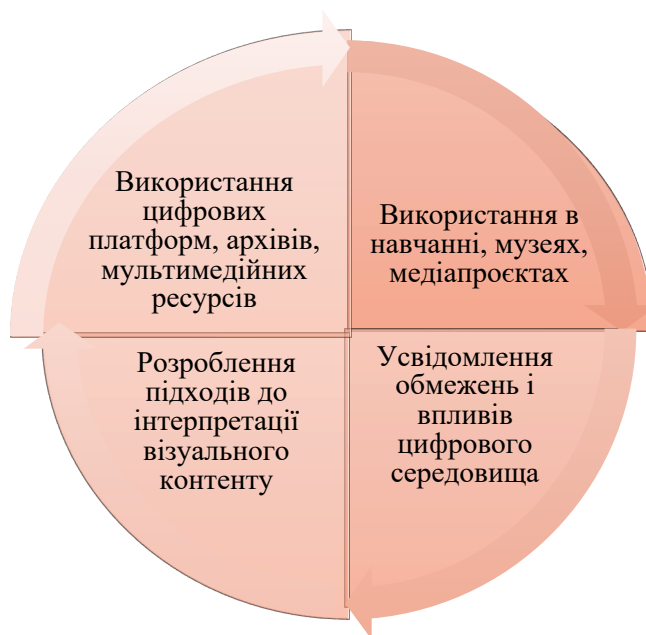 Використання
цифрових
платформ, архівів,
мультимедійних
ресурсів
Використання в
навчанні, музеях,
медіапроєктах
Розроблення
підходів до
інтерпретації
візуального
контенту
Усвідомлення
обмежень і
впливів
цифрового
середовища